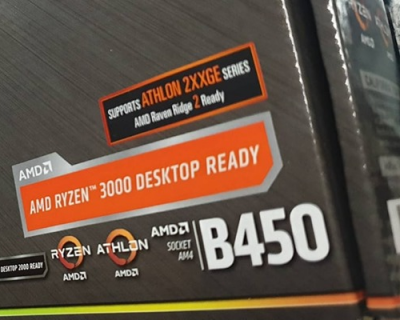 SUPPORTS ATHLON 2XXGE SERIES
AMD Raven Ridge 2 Ready
AMD
AMD RYZEN™ 3000 DESKTOP READY
DESKTOP 2000 READY
RYZEN
AMD
ATHLON
AMD
AMD
SOCKET
AM4
B450